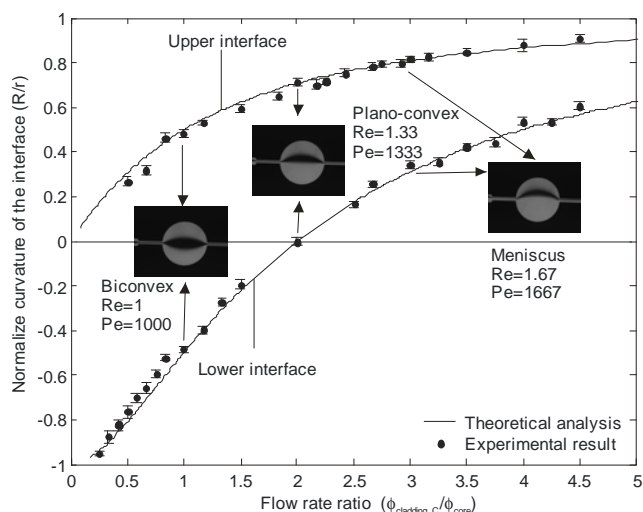 Normalize curvature of the interface (R/r)
1
0.8
0.6
0.4
0.2
0
-0.2
-0.4
-0.6
-0.8
-1
Upper interface
Plano-convex
Re=1.33
Pe=1333
Biconvex
Re=1
Pe=1000
Meniscus
Re=1.67
Pe=1667
Lower interface
Theoretical analysis
Experimental result
0 0.5 1 1.5 2 2.5 3 3.5 4 4.5 5
Flow rate ratio (ϕcladding_C/ϕcore)